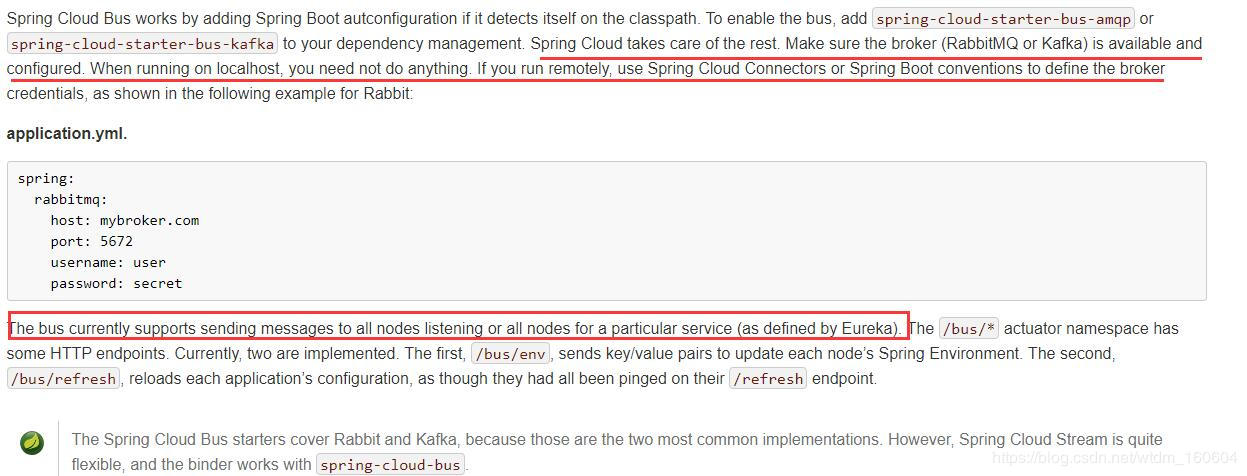 Spring Cloud Bus works by adding Spring Boot autconfiguration if it detects itself on the classpath. To enable the bus, add spring-cloud-starter-bus-amqp or
spring-cloud-starter-bus-kafka to your dependency management. Spring Cloud takes care of the rest. Make sure the broker (RabbitMQ or Kafka) is available and
configured. When running on localhost, you need not do anything. If you run remotely, use Spring Cloud Connectors or Spring Boot conventions to define the broker
credentials, as shown in the following example for Rabbit:
application.yml.
spring:
  rabbitmq:
    host: mybroker.com
    port: 5672
    username: user
    password: secret
The bus currently supports sending messages to all nodes listening or all nodes for a particular service (as defined by Eureka). The /bus/* actuator namespace has
some HTTP endpoints. Currently, two are implemented. The first, /bus/env, sends key/value pairs to update each node’s Spring Environment. The second,
/bus/refresh, reloads each application’s configuration, as though they had all been pinged on their /refresh endpoint.
The Spring Cloud Bus starters cover Rabbit and Kafka, because those are the two most common implementations. However, Spring Cloud Stream is quite
flexible, and the binder works with spring-cloud-bus.
https://blog.csdn.net/wtdm_160604